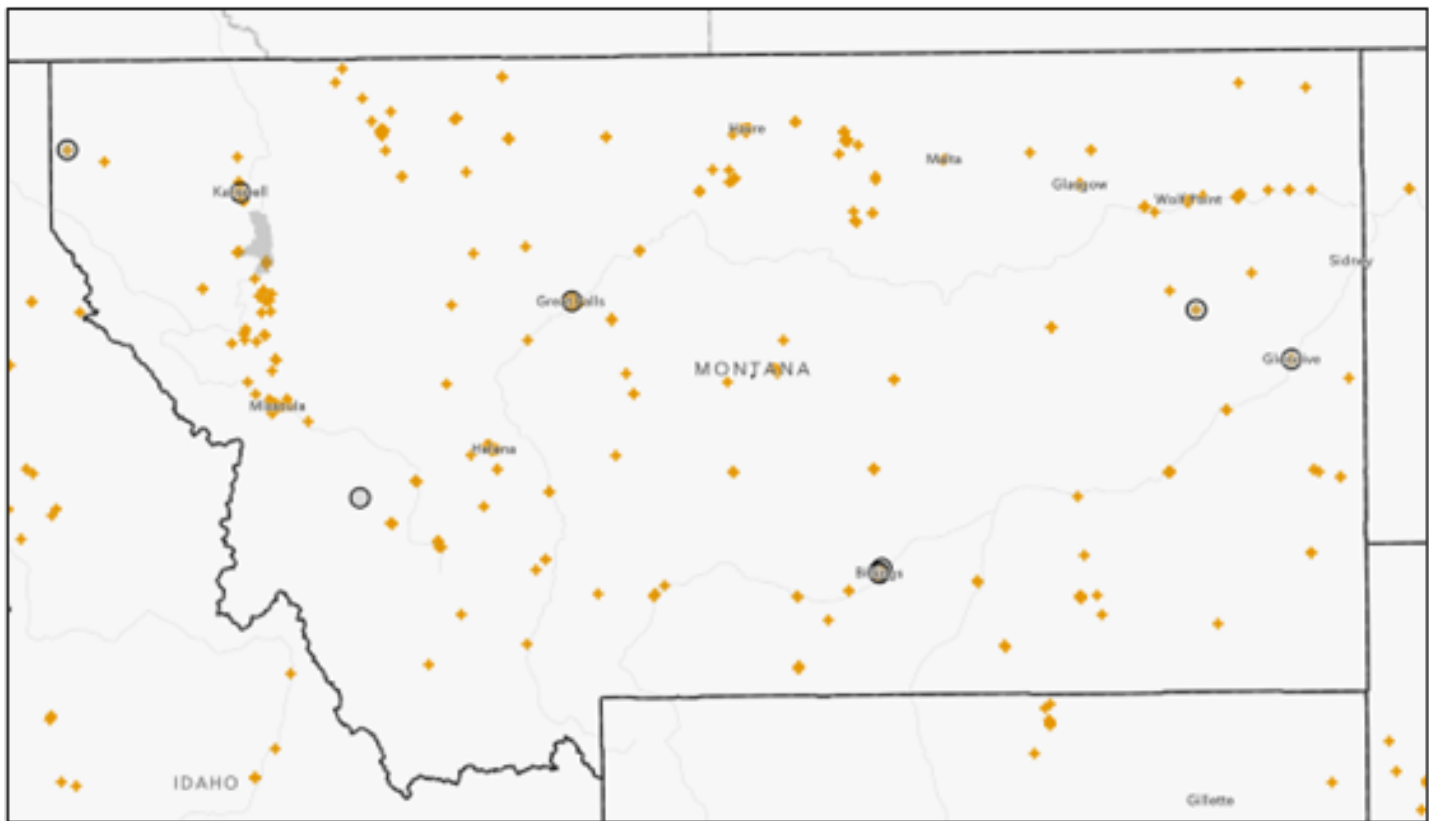 Havre
Malta
Glasgow
Kalispell
Wolf Point
Sidney
Great Falls
Glendive
MONTANA
Missoula
Helena
Billings
IDAHO
Gillette